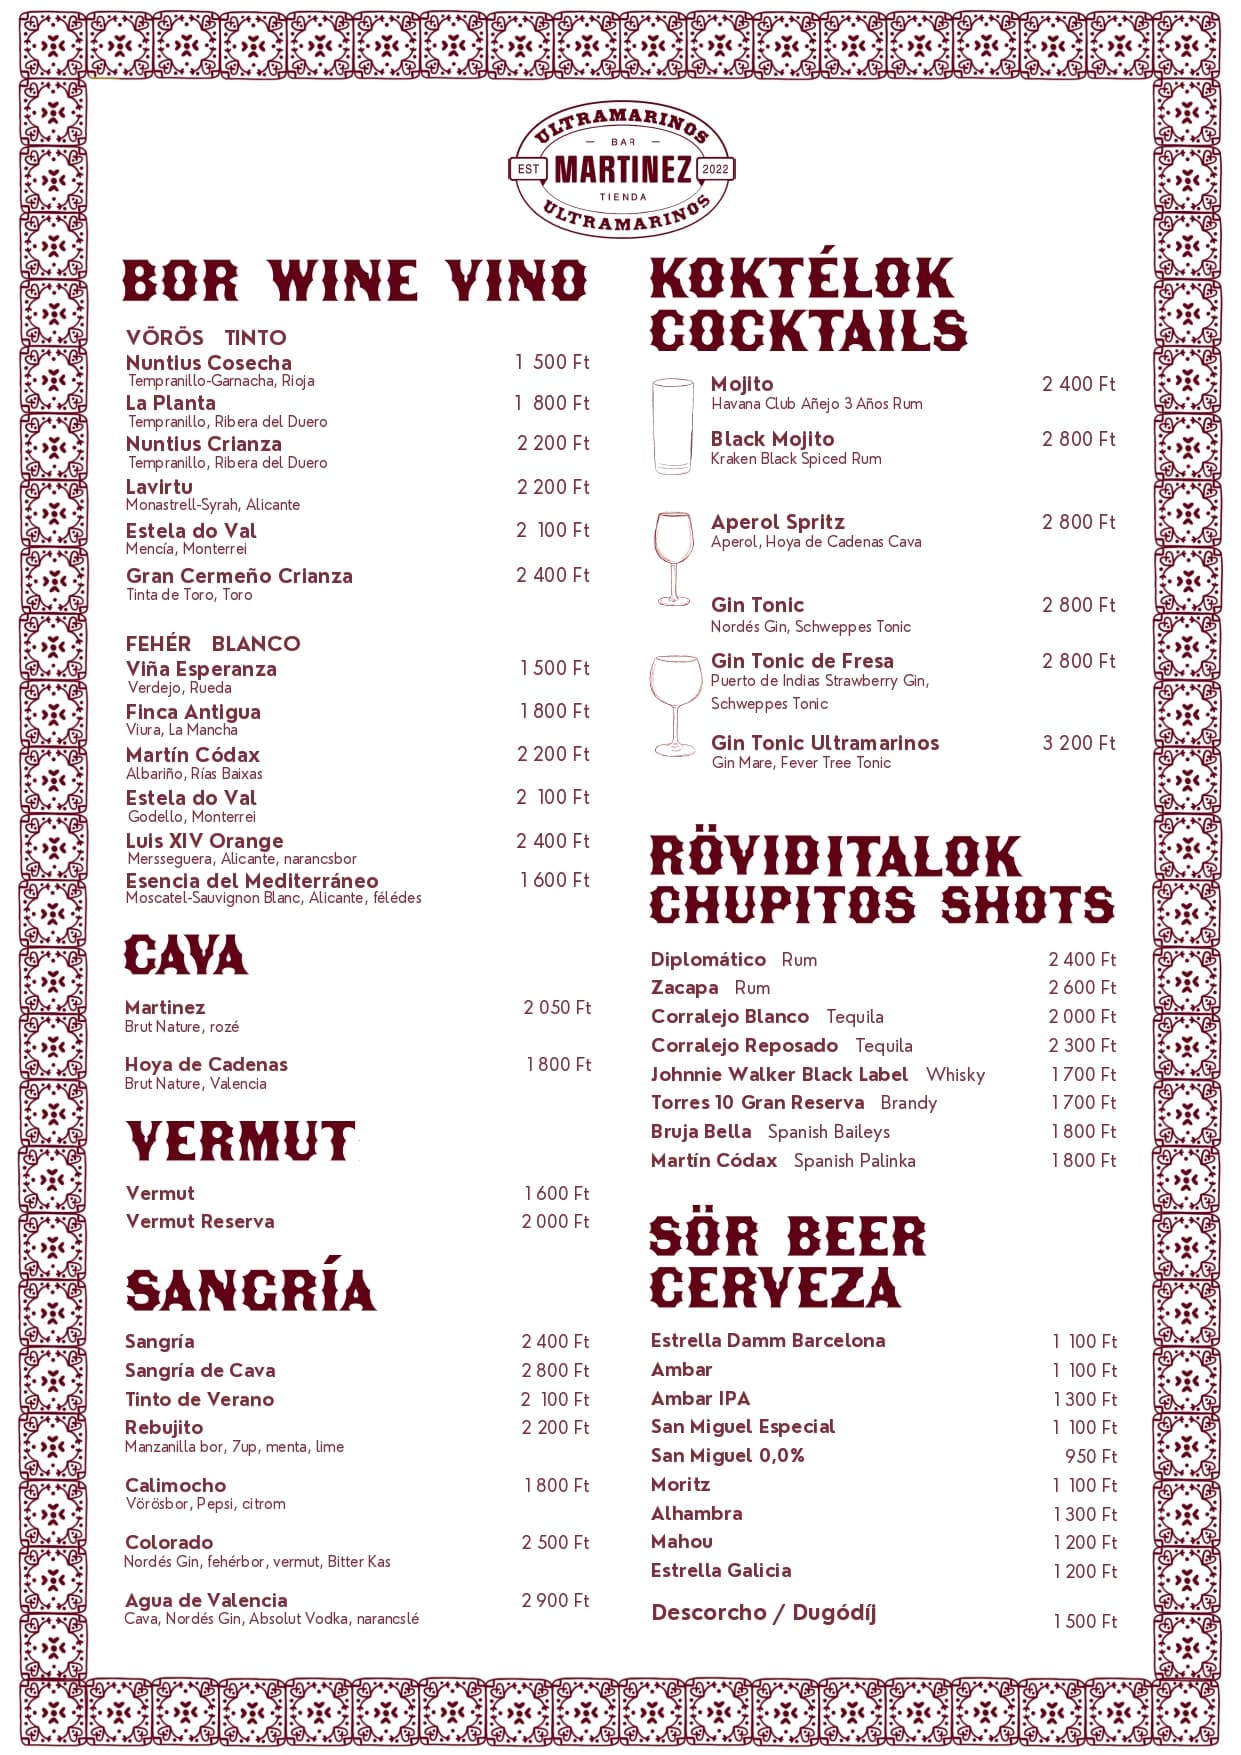 ULTRAMARINOS
BAR
EST MARTINEZ 2022
TIENDA
ULTRAMARINOS
BOR WINE VINO
VÖRÖS TINTO
Nuntius Cosecha 1 500 Ft
Tempranillo-Garnacha, Rioja
La Planta 1 800 Ft
Tempranillo, Ribera del Duero
Nuntius Crianza 2 200 Ft
Tempranillo, Ribera del Duero
Lavirtu 2 200 Ft
Monastrell-Syrah, Alicante
Estela do Val 2 100 Ft
Mencía, Monterrei
Gran Cermeño Crianza 2 400 Ft
Tinta de Toro, Toro
FEHÉR BLANCO
Viña Esperanza 1 500 Ft
Verdejo, Rueda
Finca Antigua 1 800 Ft
Viura, La Mancha
Martín Códax 2 200 Ft
Albariño, Rías Baixas
Estela do Val 2 100 Ft
Godello, Monterrei
Luis XIV Orange 2 400 Ft
Mersseguera, Alicante, narancsbor
Esencia del Mediterráneo 1 600 Ft
Moscatel-Sauvignon Blanc, Alicante, félédes
CAVA
Martinez 2 050 Ft
Brut Nature, rozé
Hoya de Cadenas 1 800 Ft
Brut Nature, Valencia
VERMUT
Vermut 1 600 Ft
Vermut Reserva 2 000 Ft
SANGRÍA
Sangría 2 400 Ft
Sangría de Cava 2 800 Ft
Tinto de Verano 2 100 Ft
Rebujito 2 200 Ft
Manzanilla bor, 7up, menta, lime
Calimocho 1 800 Ft
Vörösbor, Pepsi, citrom
Colorado 2 500 Ft
Nordés Gin, fehérbor, vermut, Bitter Kas
Agua de Valencia 2 900 Ft
Cava, Nordés Gin, Absolut Vodka, narancslé
KOKTÉLOK
COCKTAILS
Mojito 2 400 Ft
Havana Club Añejo 3 Años Rum
Black Mojito 2 800 Ft
Kraken Black Spiced Rum
Aperol Spritz 2 800 Ft
Aperol, Hoya de Cadenas Cava
Gin Tonic 2 800 Ft
Nordés Gin, Schweppes Tonic
Gin Tonic de Fresa 2 800 Ft
Puerto de Indias Strawberry Gin,
Schweppes Tonic
Gin Tonic Ultramarinos 3 200 Ft
Gin Mare, Fever Tree Tonic
RÖVIDITALOK
CHUPITOS SHOTS
Diplomático Rum 2 400 Ft
Zacapa Rum 2 600 Ft
Corralejo Blanco Tequila 2 000 Ft
Corralejo Reposado Tequila 2 300 Ft
Johnnie Walker Black Label Whisky 1 700 Ft
Torres 10 Gran Reserva Brandy 1 700 Ft
Bruja Bella Spanish Baileys 1 800 Ft
Martín Códax Spanish Palinka 1 800 Ft
SÖR BEER
CERVEZA
Estrella Damm Barcelona 1 100 Ft
Ambar 1 100 Ft
Ambar IPA 1 300 Ft
San Miguel Especial 1 100 Ft
San Miguel 0,0% 950 Ft
Moritz 1 100 Ft
Alhambra 1 300 Ft
Mahou 1 200 Ft
Estrella Galicia 1 200 Ft
Descorcho / Dugódíj 1 500 Ft